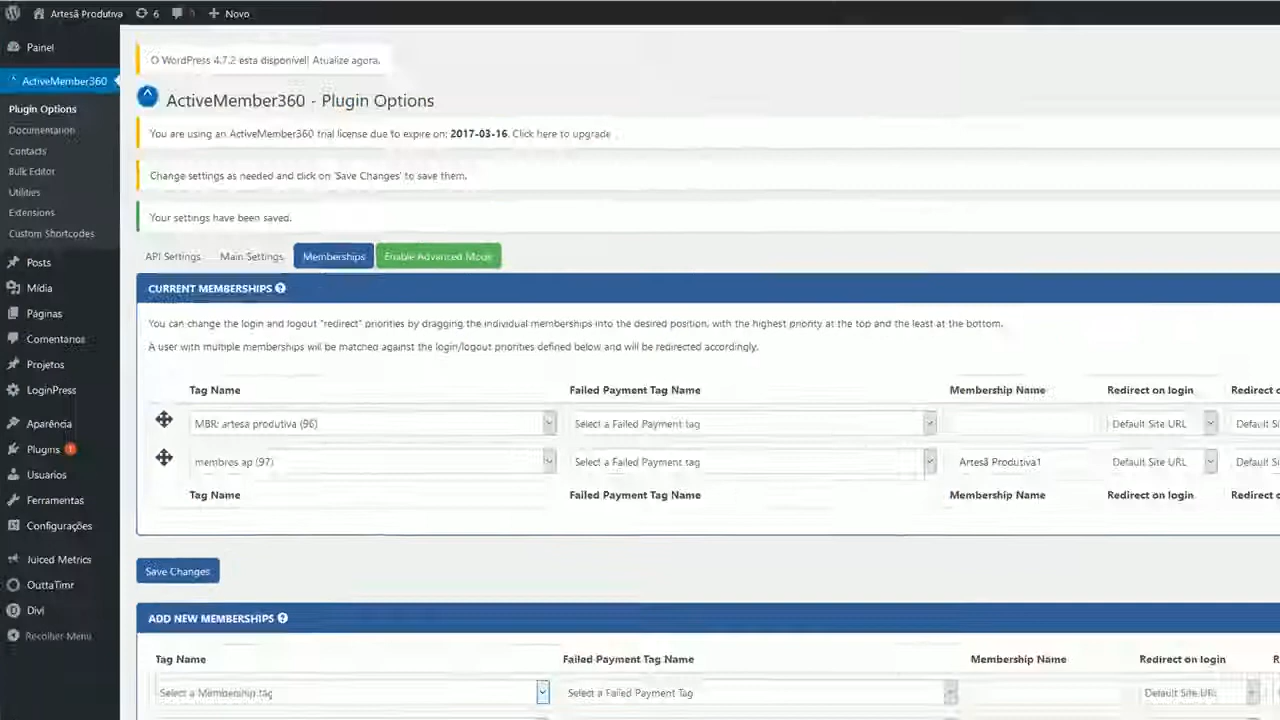 Artesã Produtiva 6 Novo
Painel
ActiveMember360
Plugin Options
Documentation
Contacts
Bulk Editor
Utilities
Extensions
Custom Shortcodes
Posts
Mídia
Páginas
Comentários
Projetos
LoginPress
Aparência
Plugins 1
Usuários
Ferramentas
Configurações
Juiced Metrics
OuttaTimr
Divi
Recolher Menu
O WordPress 4.7.2 está disponível! Atualize agora.
ActiveMember360 - Plugin Options
You are using an ActiveMember360 trial license due to expire on: 2017-03-16. Click here to upgrade
Change settings as needed and click on 'Save Changes' to save them.
Your settings have been saved.
API Settings Main Settings Memberships Enable Advanced Mode
CURRENT MEMBERSHIPS
You can change the login and logout "redirect" priorities by dragging the individual memberships into the desired position, with the highest priority at the top and the least at the bottom.
A user with multiple memberships will be matched against the login/logout priorities defined below and will be redirected accordingly.
Tag Name Failed Payment Tag Name Membership Name Redirect on login Redirect o
MBR: artesa produtiva (96) Select a Failed Payment tag Default Site URL Default Si
membros ap (97) Select a Failed Payment tag Artesã Produtiva1 Default Site URL Default Si
Tag Name Failed Payment Tag Name Membership Name Redirect on login Redirect o
Save Changes
ADD NEW MEMBERSHIPS
Tag Name Failed Payment Tag Name Membership Name Redirect on login R
Select a Membership tag Select a Failed Payment Tag Default Site URL